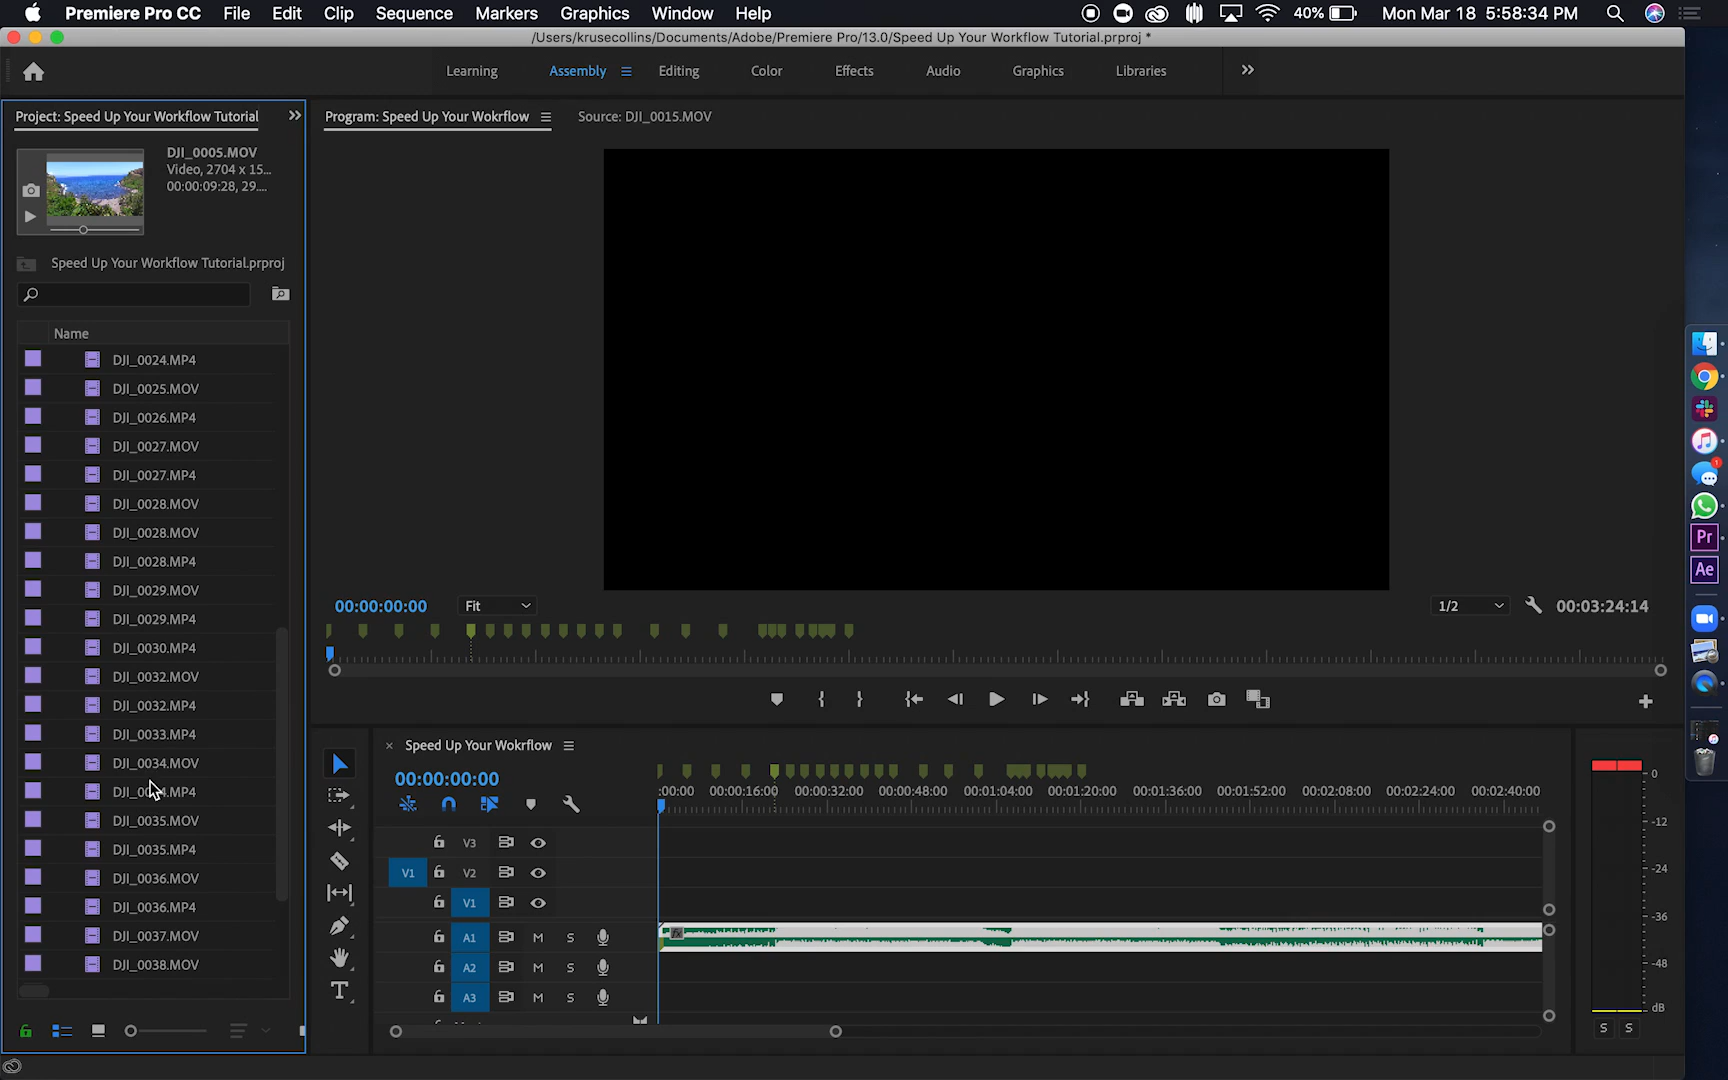 Premiere Pro CC File Edit Clip Sequence Markers Graphics Window Help 40% Mon Mar 18 5:58:34 PM
/Users/krusecollins/Documents/Adobe/Premiere Pro/13.0/Speed Up Your Workflow Tutorial.prproj *
Learning Assembly Editing Color Effects Audio Graphics Libraries
Project: Speed Up Your Workflow Tutorial
DJI_0005.MOV
Video, 2704 x 15...
00:00:09:28, 29....
Speed Up Your Workflow Tutorial.prproj
Name
DJI_0024.MP4
DJI_0025.MOV
DJI_0026.MP4
DJI_0027.MOV
DJI_0027.MP4
DJI_0028.MOV
DJI_0028.MOV
DJI_0028.MP4
DJI_0029.MOV
DJI_0029.MP4
DJI_0030.MP4
DJI_0032.MOV
DJI_0032.MP4
DJI_0033.MP4
DJI_0034.MOV
DJI_0034.MP4
DJI_0035.MOV
DJI_0035.MP4
DJI_0036.MOV
DJI_0036.MP4
DJI_0037.MOV
DJI_0038.MOV
Program: Speed Up Your Wokrflow Source: DJI_0015.MOV
00:00:00:00 Fit 1/2 00:03:24:14
Speed Up Your Wokrflow
00:00:00:00
:00:00 00:00:16:00 00:00:32:00 00:00:48:00 00:01:04:00 00:01:20:00 00:01:36:00 00:01:52:00 00:02:08:00 00:02:24:00 00:02:40:00
V3
V1 V2
V1
A1 M S
fx
A2 M S
A3 M S
0
-12
-24
-36
-48
dB
S S
1
Pr
Ae
T